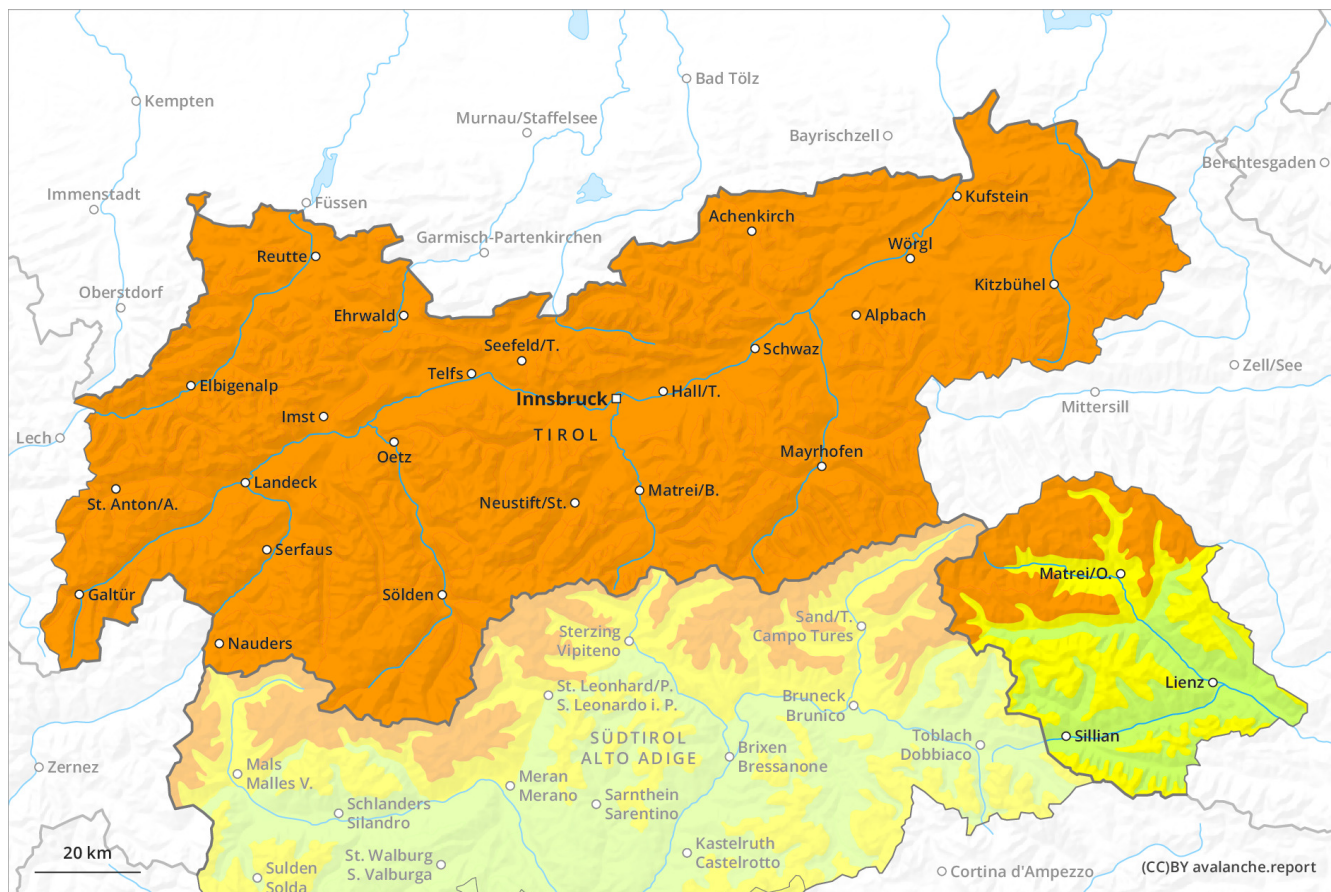 Bad Tölz
Kempten
Murnau/Staffelsee
Bayrischzell
Berchtesgaden
Immenstadt
Füssen
Kufstein
Achenkirch
Garmisch-Partenkirchen
Wörgl
Reutte
Kitzbühel
Oberstdorf
Ehrwald
Alpbach
Seefeld/T.
Schwaz
Zell/See
Telfs
Elbigenalp
Hall/T.
Innsbruck
Mittersill
Imst
TIROL
Lech
Oetz
Mayrhofen
Landeck
Matrei/B.
St. Anton/A.
Neustift/St.
Serfaus
Matrei/O.
Galtür
Sölden
Sand/T.
Campo Tures
Sterzing
Vipiteno
Nauders
Lienz
St. Leonhard/P.
S. Leonardo i. P.
Bruneck
Brunico
SÜDTIROL
ALTO ADIGE
Toblach
Dobbiaco
Sillian
Brixen
Bressanone
Zernez
Mals
Malles V.
Meran
Merano
Schlanders
Silandro
Sarnthein
Sarentino
20 km
St. Walburg
S. Valburga
Kastelruth
Castelrotto
Sulden
Solda
Cortina d'Ampezzo
(CC)BY avalanche.report